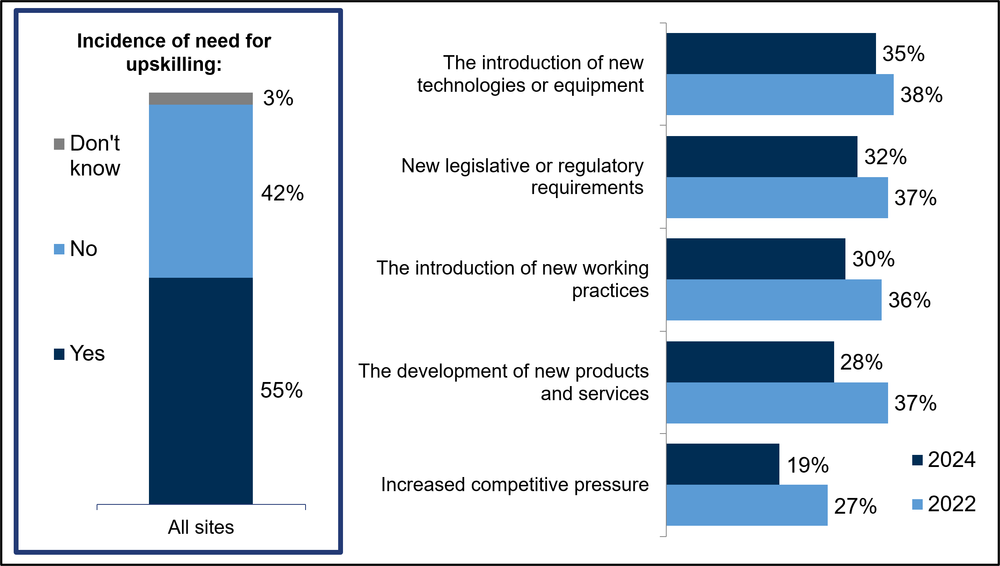 Incidence of need for
upskilling:
3%
Don't
know
42%
No
Yes
55%
All sites
The introduction of new
technologies or equipment
35%
38%
New legislative or regulatory
requirements
32%
37%
The introduction of new working
practices
30%
36%
The development of new products
and services
28%
37%
Increased competitive pressure
19%
27%
2024
2022